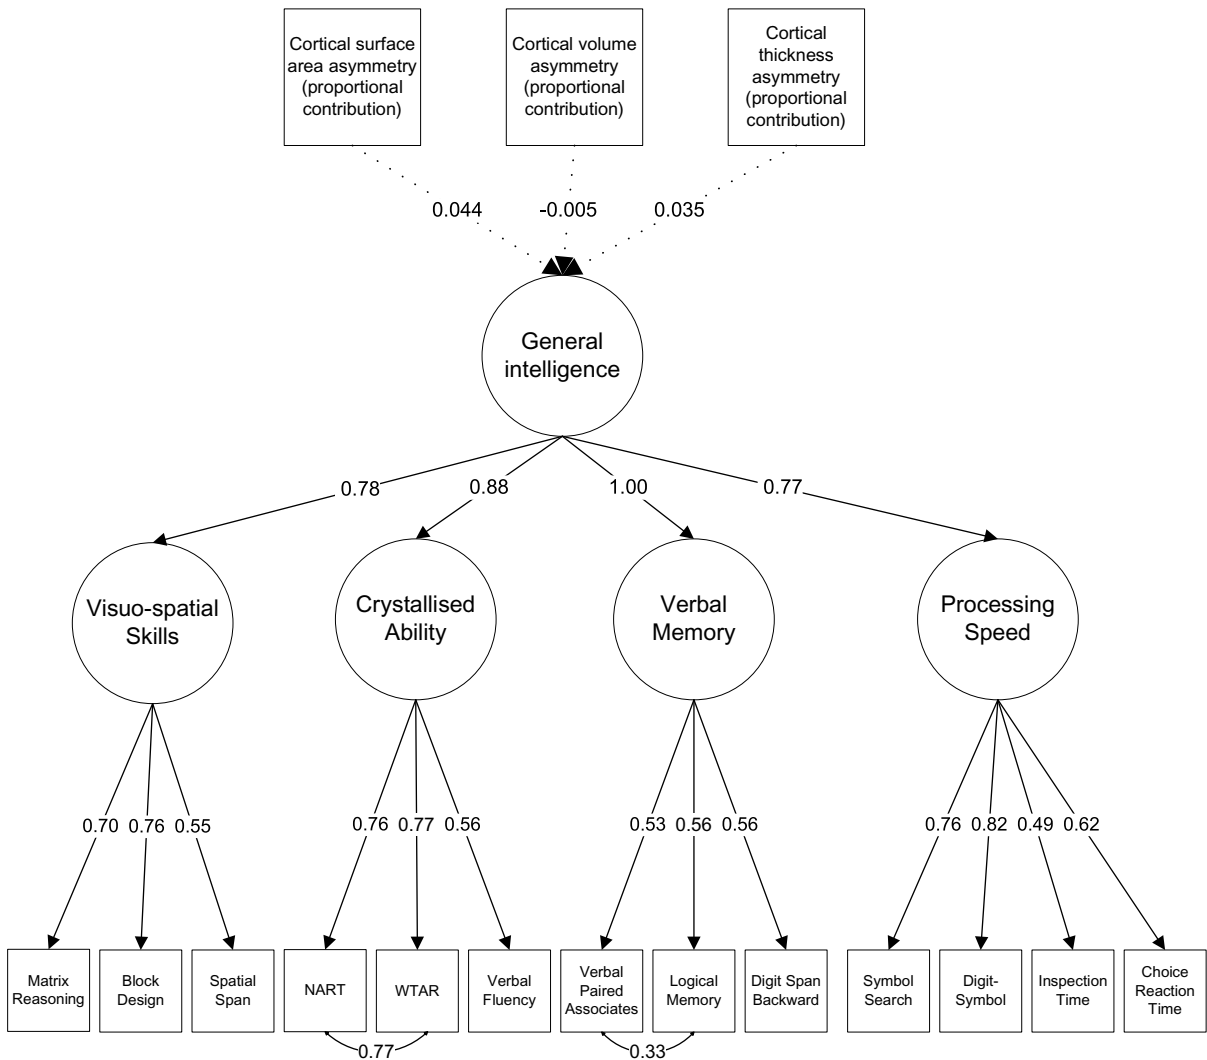 Cortical surface
area asymmetry
(proportional
contribution)
Cortical volume
asymmetry
(proportional
contribution)
Cortical
thickness
asymmetry
(proportional
contribution)
0.044
-0.005
0.035
General
intelligence
0.78
0.88
1.00
0.77
Visuo-spatial
Skills
Crystallised
Ability
Verbal
Memory
Processing
Speed
0.70
0.76
0.55
0.76
0.77
0.56
0.53
0.56
0.56
0.76
0.82
0.49
0.62
Matrix
Reasoning
Block
Design
Spatial
Span
NART
WTAR
Verbal
Fluency
Verbal
Paired
Associates
Logical
Memory
Digit Span
Backward
Symbol
Search
Digit-
Symbol
Inspection
Time
Choice
Reaction
Time
0.77
0.33